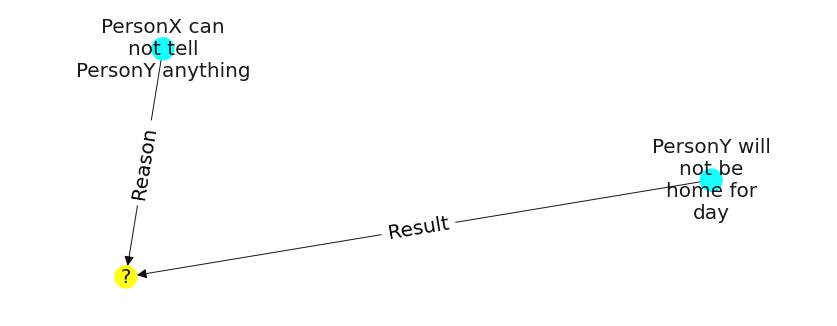 PersonX can
not tell
PersonY anything
Reason
PersonY will
not be
home for
day
Result
?